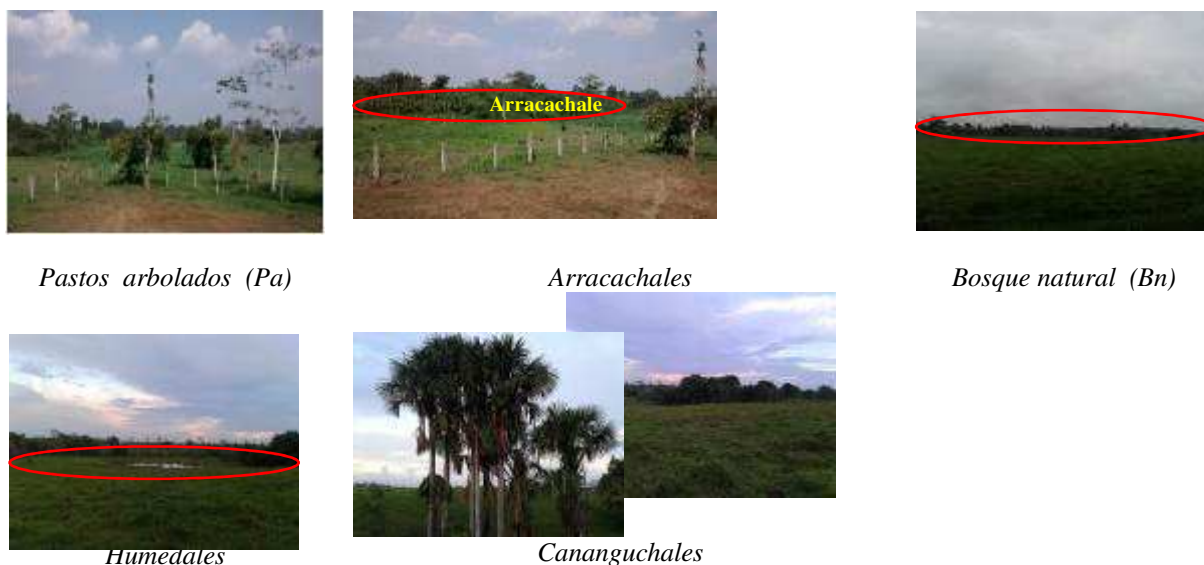 Arracachale
Pastos arbolados (Pa)
Arracachales
Bosque natural (Bn)
Humedales
Cananguchales